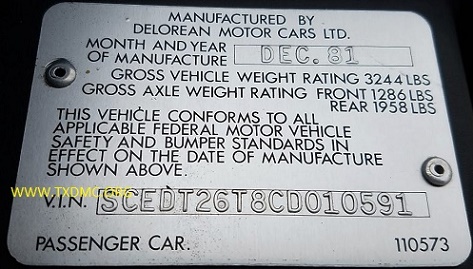 MANUFACTURED BY
DELOREAN MOTOR CARS LTD.
MONTH AND YEAR
OF MANUFACTURE DEC. 81
GROSS VEHICLE WEIGHT RATING 3244 LBS
GROSS AXLE WEIGHT RATING FRONT 1286 LBS
REAR 1958 LBS
THIS VEHICLE CONFORMS TO ALL
APPLICABLE FEDERAL MOTOR VEHICLE
SAFETY AND BUMPER STANDARDS IN
EFFECT ON THE DATE OF MANUFACTURE
SHOWN ABOVE.
WWW.TXDMC.ORG
V.I.N. SCEDT26T8CD010591
PASSENGER CAR. 110573